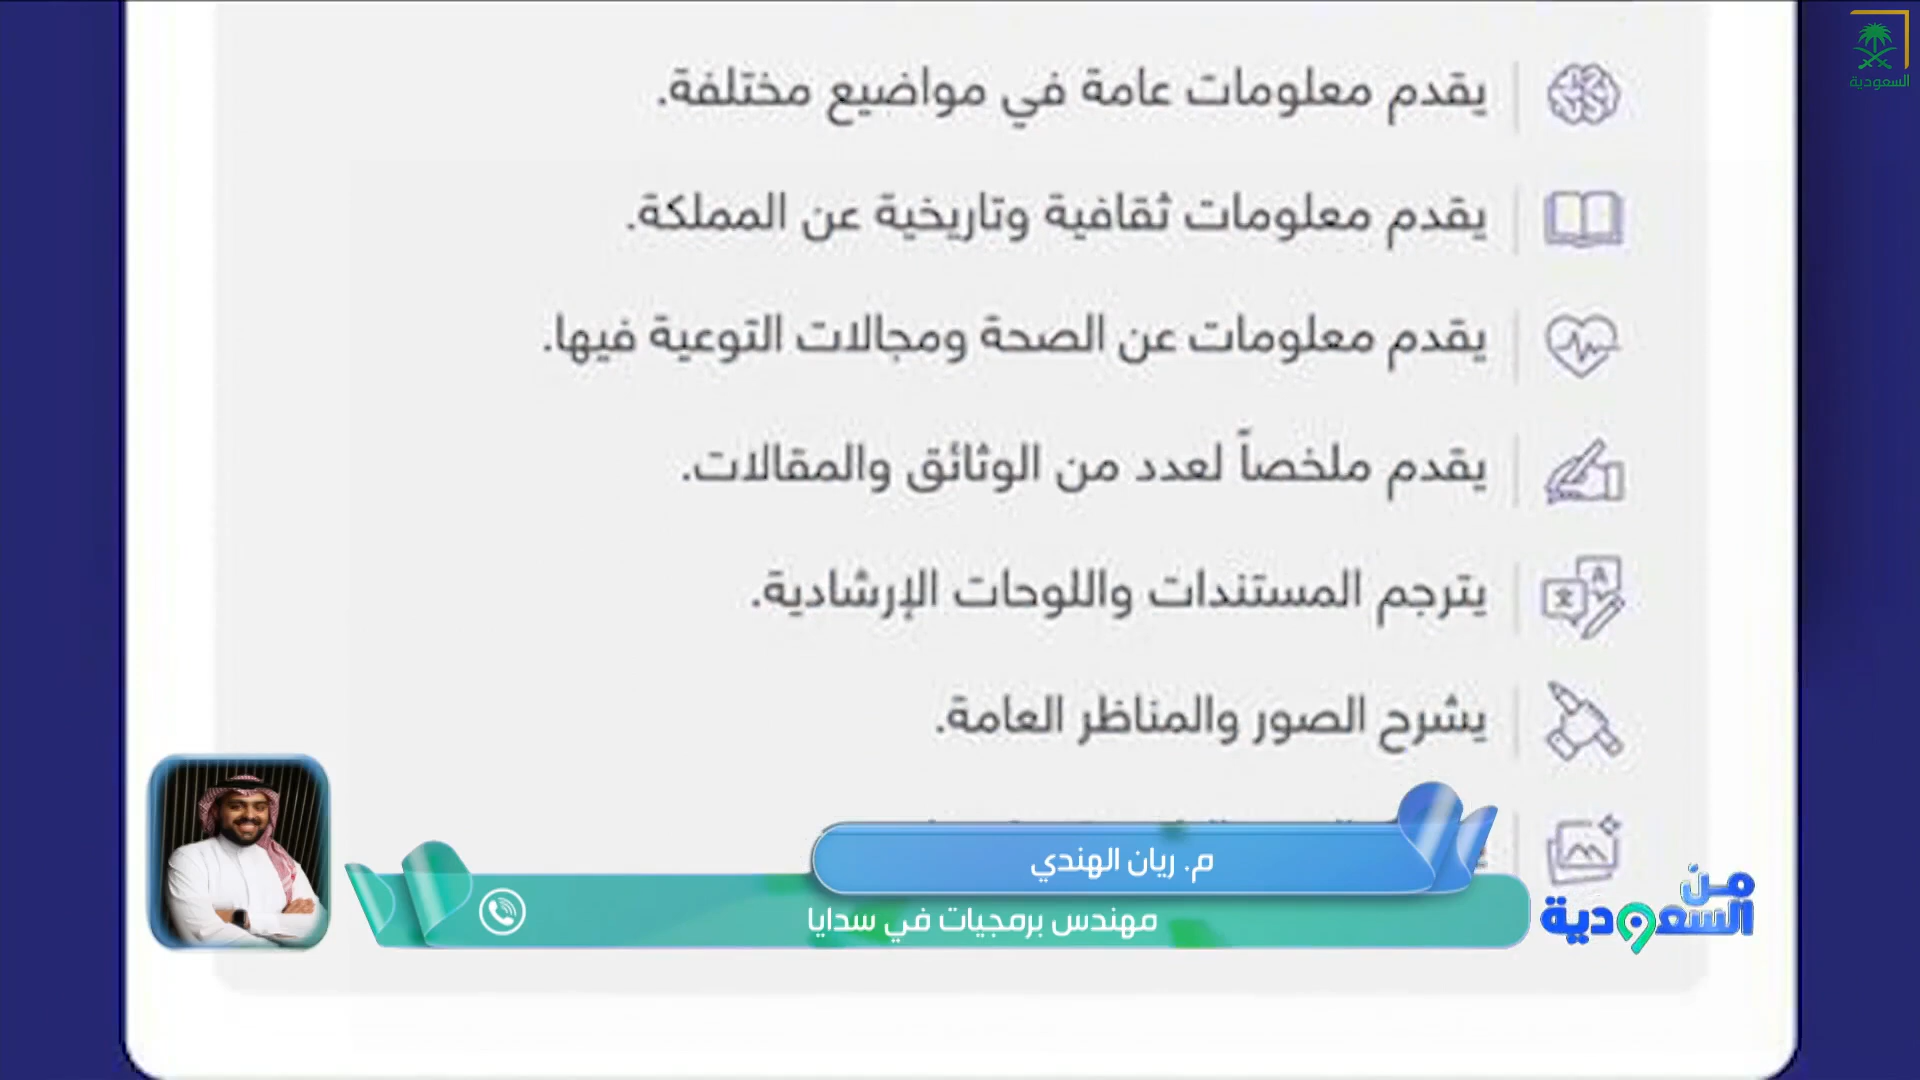 السعودية
يقدم معلومات عامة في مواضيع مختلفة.
يقدم معلومات ثقافية وتاريخية عن المملكة.
يقدم معلومات عن الصحة ومجالات التوعية فيها.
يقدم ملخصاً لعدد من الوثائق والمقالات.
يترجم المستندات واللوحات الإرشادية.
يشرح الصور والمناظر العامة.
م. ريان الهندي
مهندس برمجيات في سدايا
من
السعودية